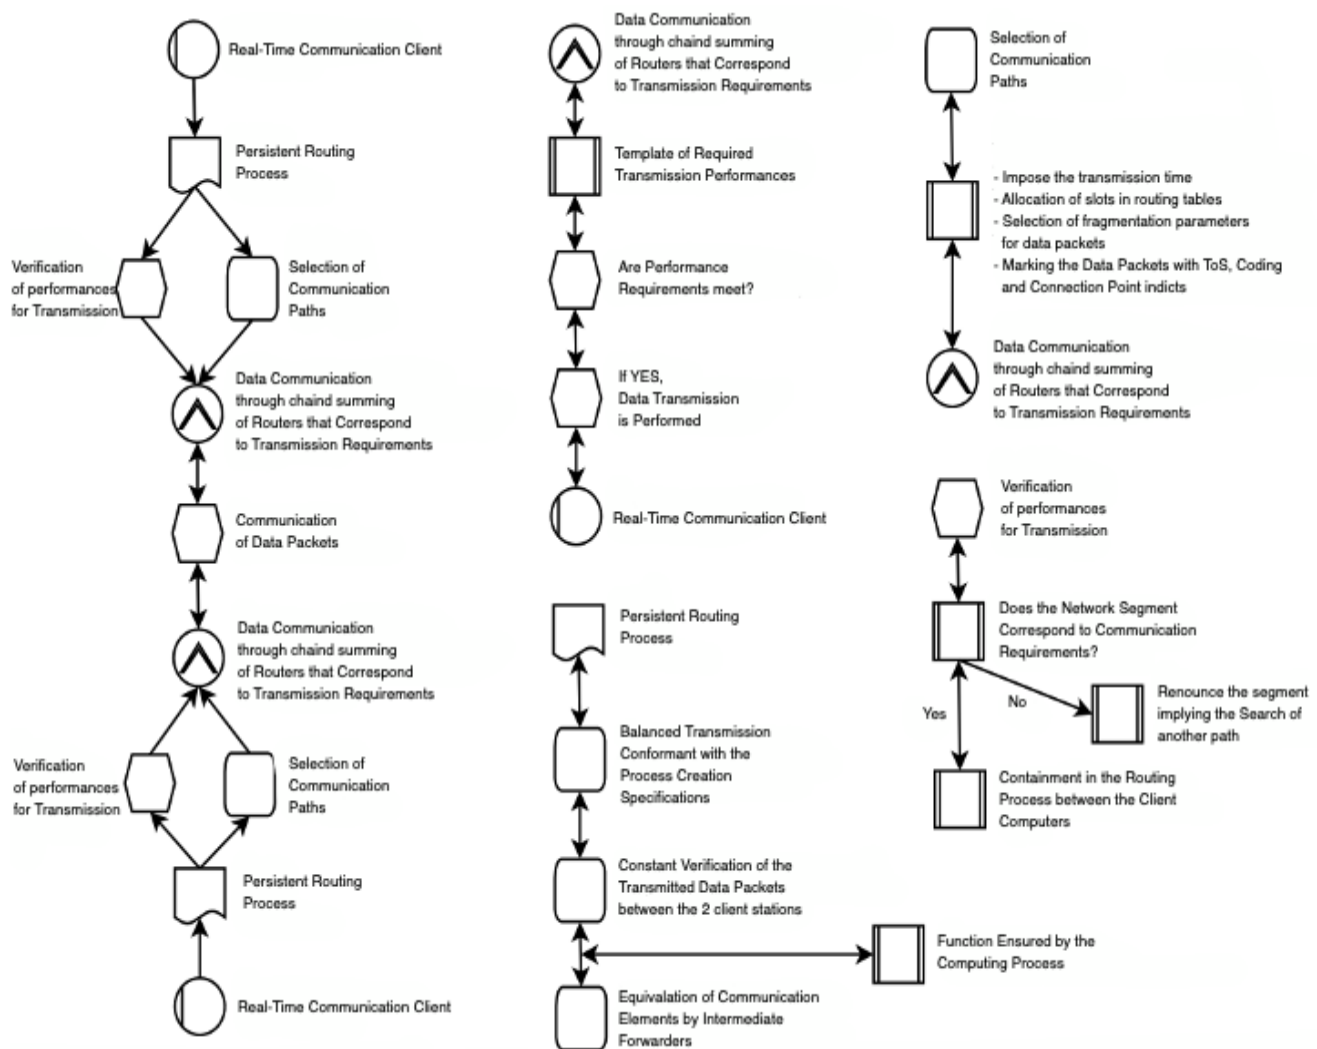 Real-Time Communication Client
Persistent Routing
Process
Verification
of performances
for Transmission
Selection of
Communication
Paths
Data Communication
through chaind summing
of Routers that Correspond
to Transmission Requirements
Communication
of Data Packets
Data Communication
through chaind summing
of Routers that Correspond
to Transmission Requirements
Verification
of performances
for Transmission
Selection of
Communication
Paths
Persistent Routing
Process
Real-Time Communication Client
Data Communication
through chaind summing
of Routers that Correspond
to Transmission Requirements
Template of Required
Transmission Performances
Are Performance
Requirements meet?
If YES,
Data Transmission
is Performed
Real-Time Communication Client
Persistent Routing
Process
Balanced Transmission
Conformant with the
Process Creation
Specifications
Constant Verification of the
Transmitted Data Packets
between the 2 client stations
Function Ensured by the
Computing Process
Equivalation of Communication
Elements by Intermediate
Forwarders
Selection of
Communication
Paths
- Impose the transmission time
- Allocation of slots in routing tables
- Selection of fragmentation parameters
for data packets
- Marking the Data Packets with ToS, Coding
and Connection Point indicts
Data Communication
through chaind summing
of Routers that Correspond
to Transmission Requirements
Verification
of performances
for Transmission
Does the Network Segment
Correspond to Communication
Requirements?
Yes
No
Renounce the segment
implying the Search of
another path
Containment in the Routing
Process between the Client
Computers